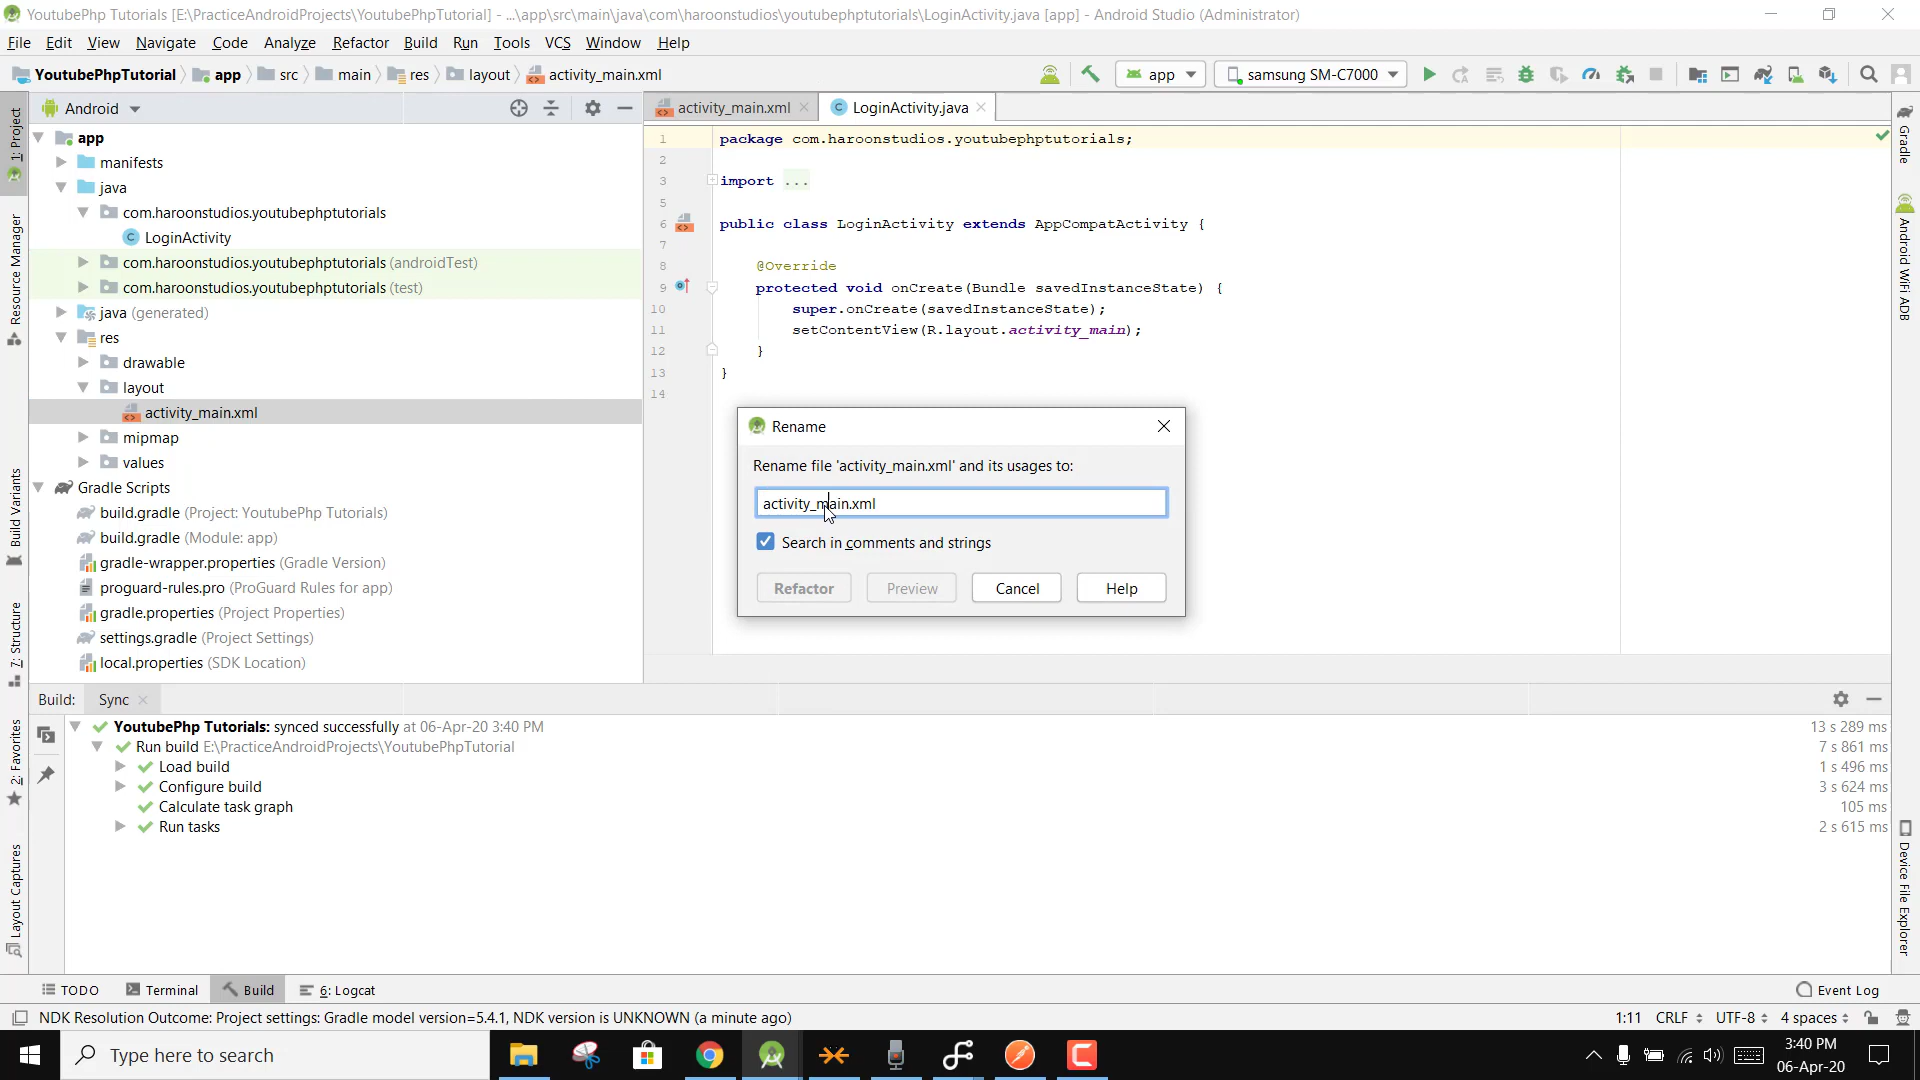 YoutubePhp Tutorials [E:\PracticeAndroidProjects\YoutubePhpTutorial] - ...\app\src\main\java\com\haroonstudios\youtubephptutorials\LoginActivity.java [app] - Android Studio (Administrator)
File Edit View Navigate Code Analyze Refactor Build Run Tools VCS Window Help
YoutubePhpTutorial app src main res layout activity_main.xml app samsung SM-C7000
Android
activity_main.xml LoginActivity.java
app
manifests
java
com.haroonstudios.youtubephptutorials
LoginActivity
com.haroonstudios.youtubephptutorials (androidTest)
com.haroonstudios.youtubephptutorials (test)
java (generated)
res
drawable
layout
activity_main.xml
mipmap
values
Gradle Scripts
build.gradle (Project: YoutubePhp Tutorials)
build.gradle (Module: app)
gradle-wrapper.properties (Gradle Version)
proguard-rules.pro (ProGuard Rules for app)
gradle.properties (Project Properties)
settings.gradle (Project Settings)
local.properties (SDK Location)
1 package com.haroonstudios.youtubephptutorials;
2
3 import ...
5
6 public class LoginActivity extends AppCompatActivity {
7
8 @Override
9 protected void onCreate(Bundle savedInstanceState) {
10 super.onCreate(savedInstanceState);
11 setContentView(R.layout.activity_main);
12 }
13 }
14
Rename
Rename file 'activity_main.xml' and its usages to:
activity_main.xml
Search in comments and strings
Refactor Preview Cancel Help
1: Project
Resource Manager
Build Variants
7: Structure
2: Favorites
Layout Captures
Gradle
Android WiFi ADB
Device File Explorer
Build: Sync
YoutubePhp Tutorials: synced successfully at 06-Apr-20 3:40 PM 13 s 289 ms
Run build E:\PracticeAndroidProjects\YoutubePhpTutorial 7 s 861 ms
Load build 1 s 496 ms
Configure build 3 s 624 ms
Calculate task graph 105 ms
Run tasks 2 s 615 ms
TODO Terminal Build 6: Logcat Event Log
NDK Resolution Outcome: Project settings: Gradle model version=5.4.1, NDK version is UNKNOWN (a minute ago) 1:11 CRLF UTF-8 4 spaces
Type here to search
3:40 PM
06-Apr-20